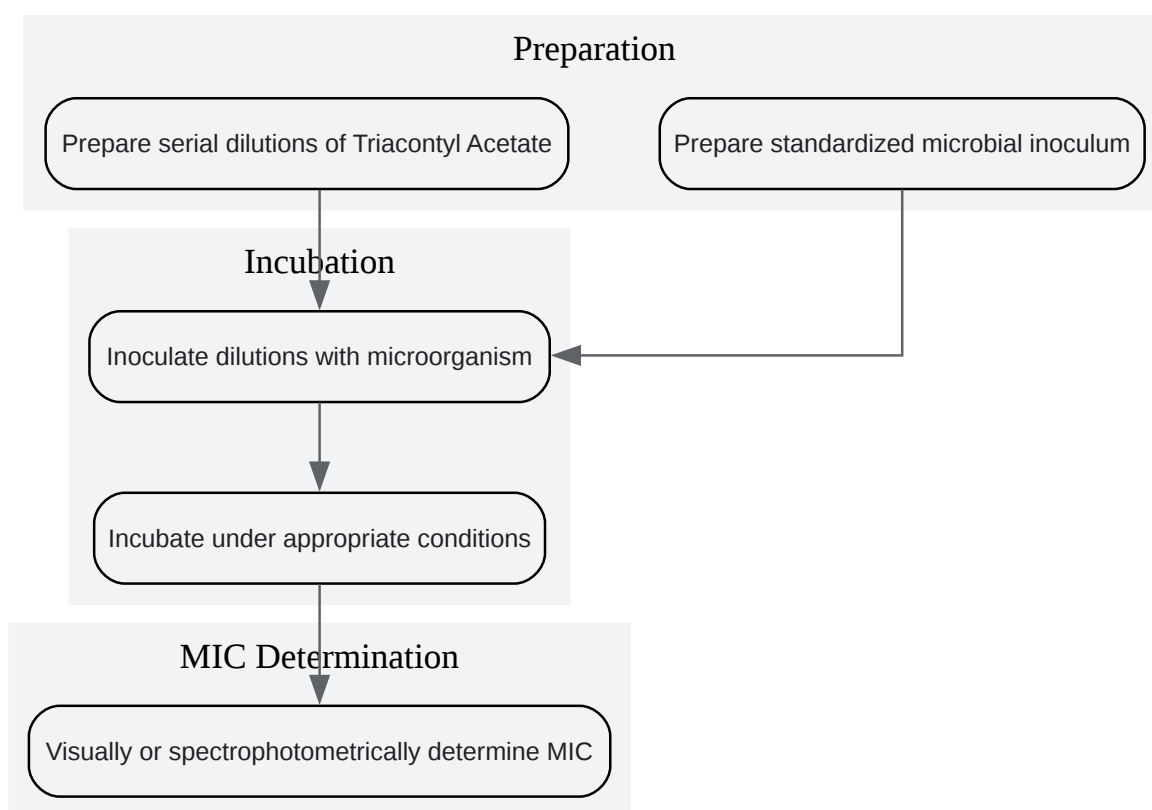 Preparation
Prepare serial dilutions of Triacontyl Acetate
Prepare standardized microbial inoculum
Incubation
Inoculate dilutions with microorganism
Incubate under appropriate conditions
MIC Determination
Visually or spectrophotometrically determine MIC